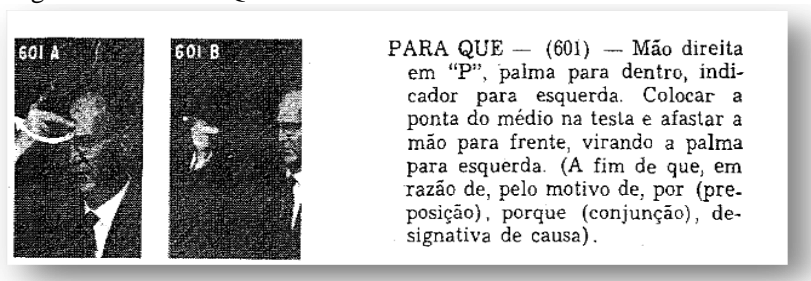 601 A
601 B
PARA QUE — (601) — Mão direita
em "P", palma para dentro, indi-
cador para esquerda. Colocar a
ponta do médio na testa e afastar a
mão para frente, virando a palma
para esquerda. (A fim de que, em
razão de, pelo motivo de, por (pre-
posição), porque (conjunção), de-
signativa de causa).